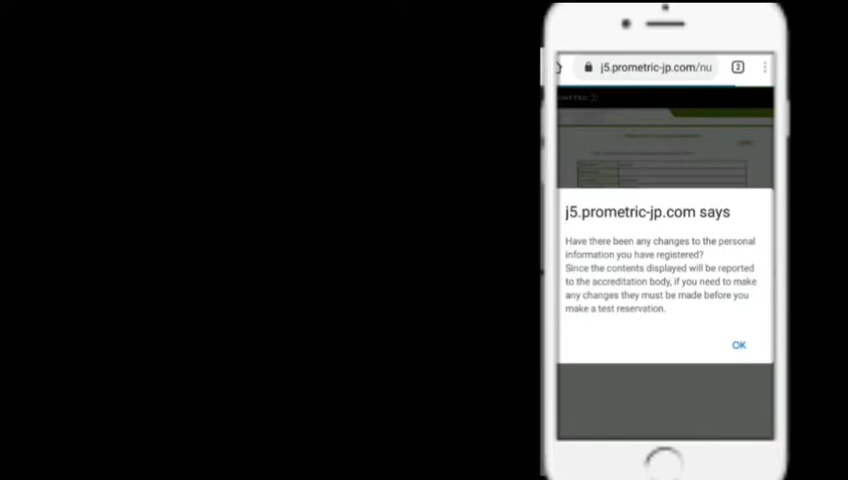 j5.prometric-jp.com/nu
2
j5.prometric-jp.com says
Have there been any changes to the personal
information you have registered?
Since the contents displayed will be reported
to the accreditation body, if you need to make
any changes they must be made before you
make a test reservation.
OK